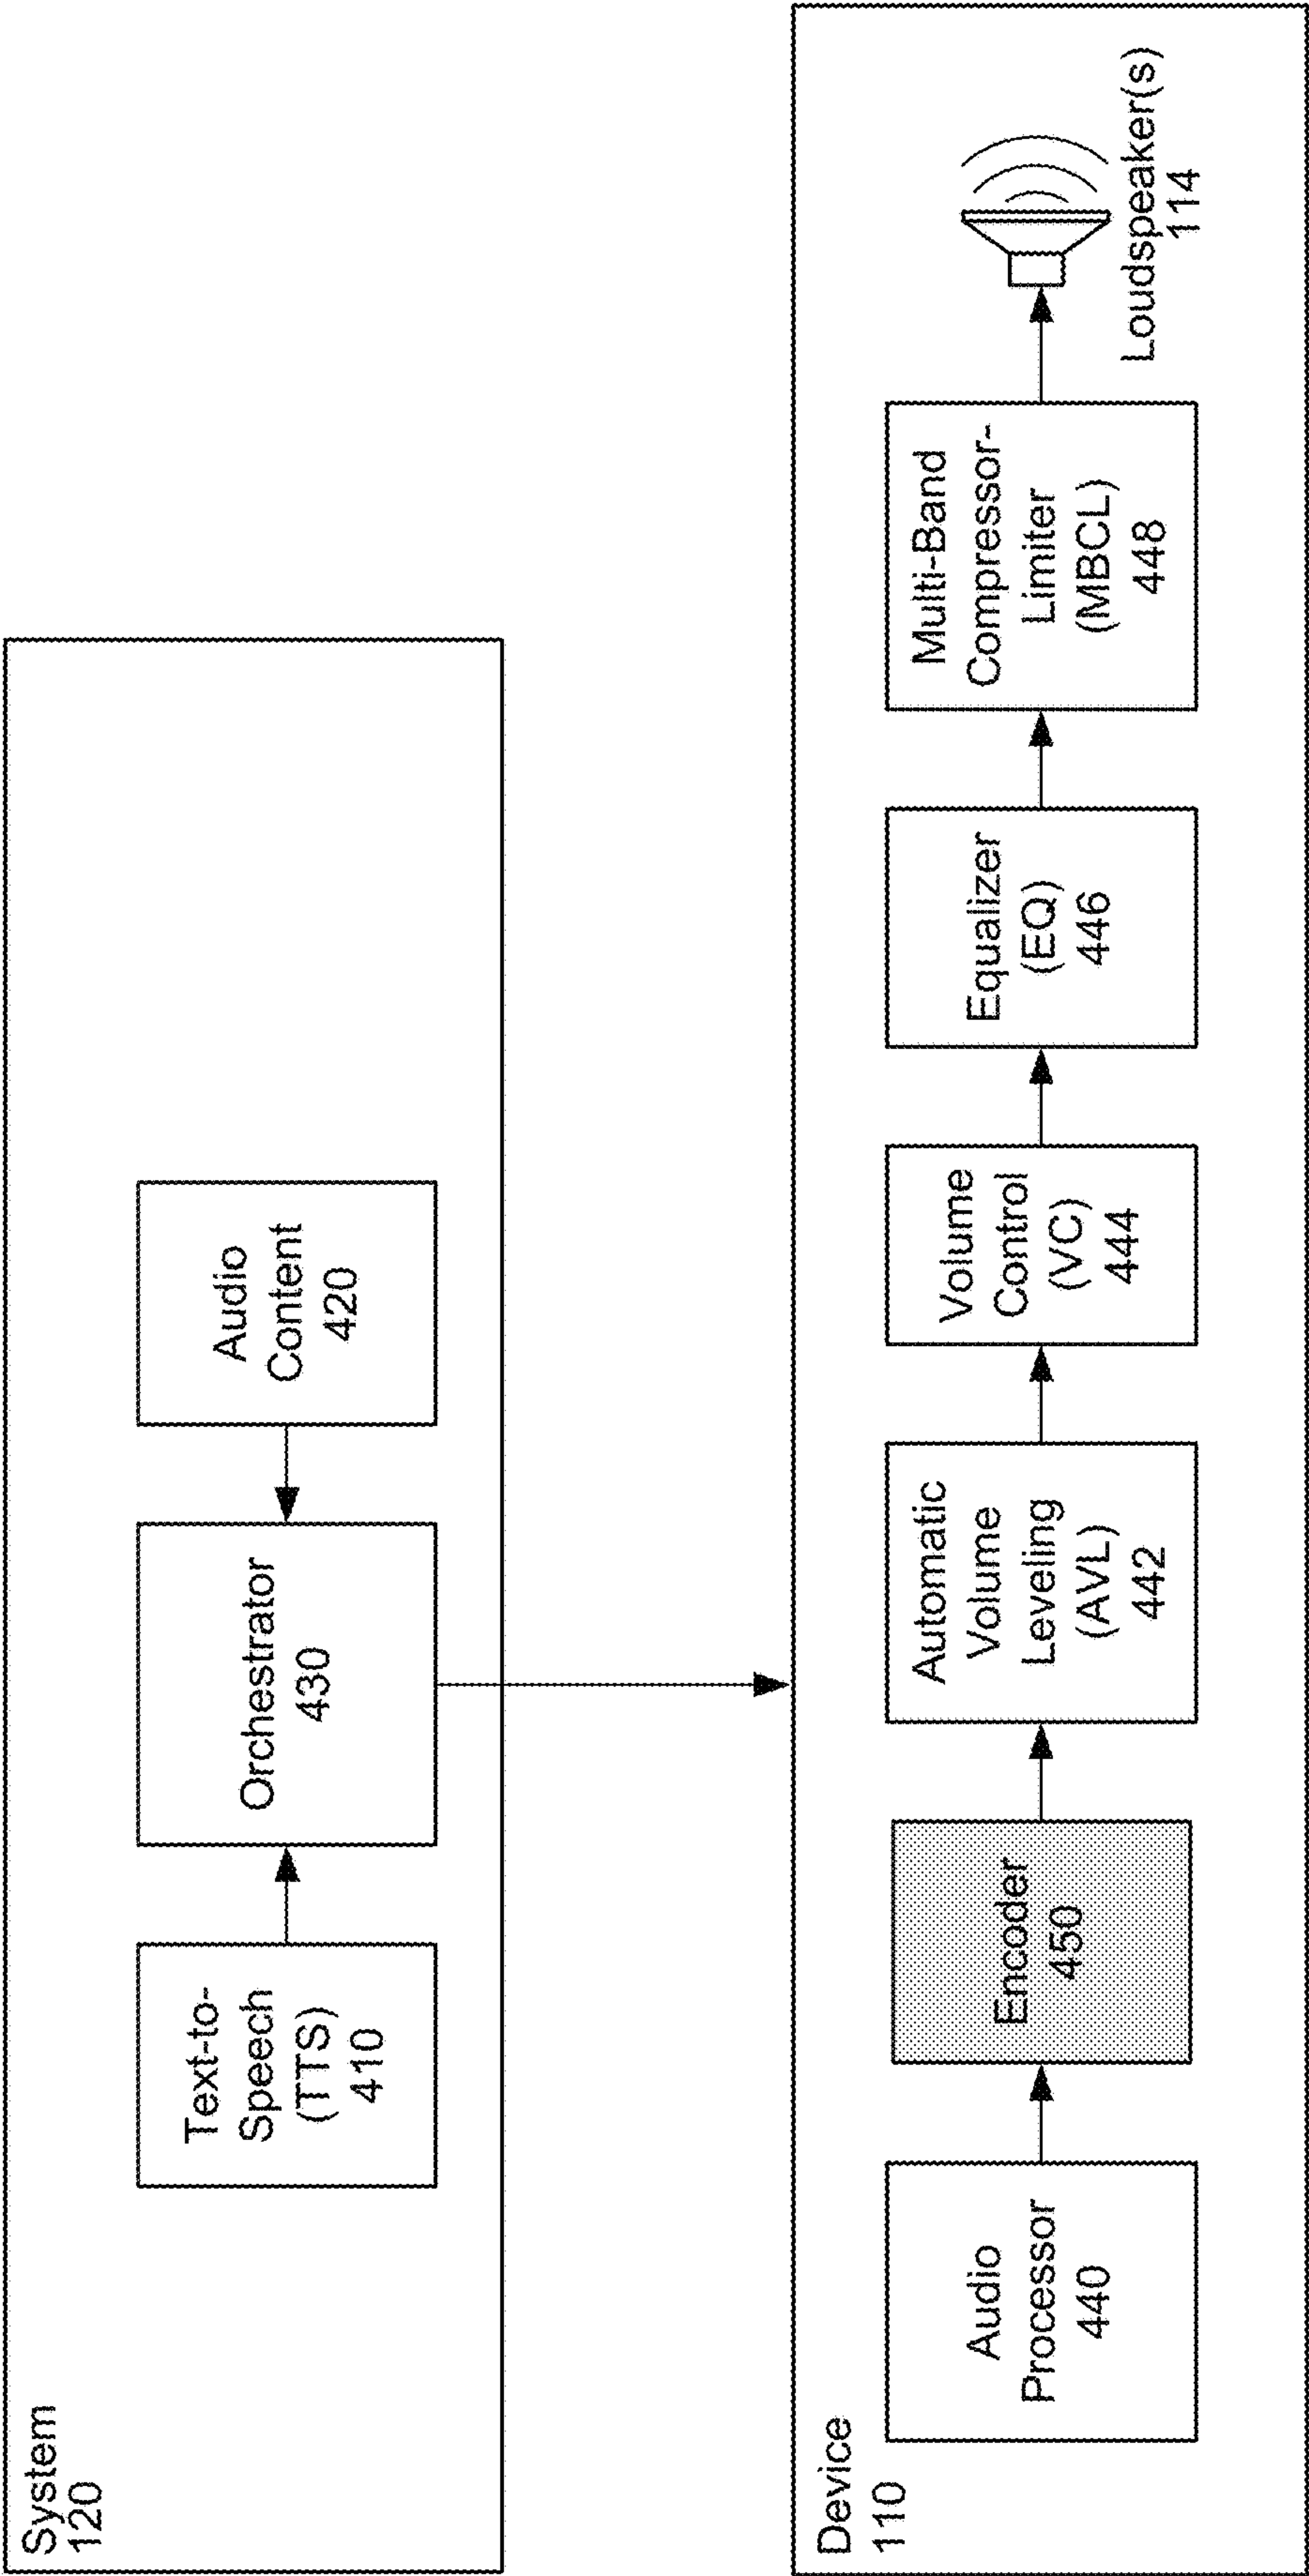 System
120
Text-to-
Speech
(TTS)
410
Orchestrator
430
Audio
Content
420
Device
110
Audio
Processor
440
Encoder
450
Automatic
Volume
Leveling
(AVL)
442
Volume
Control
(VC)
444
Equalizer
(EQ)
446
Multi-Band
Compressor-
Limiter
(MBCL)
448
Loudspeaker(s)
114